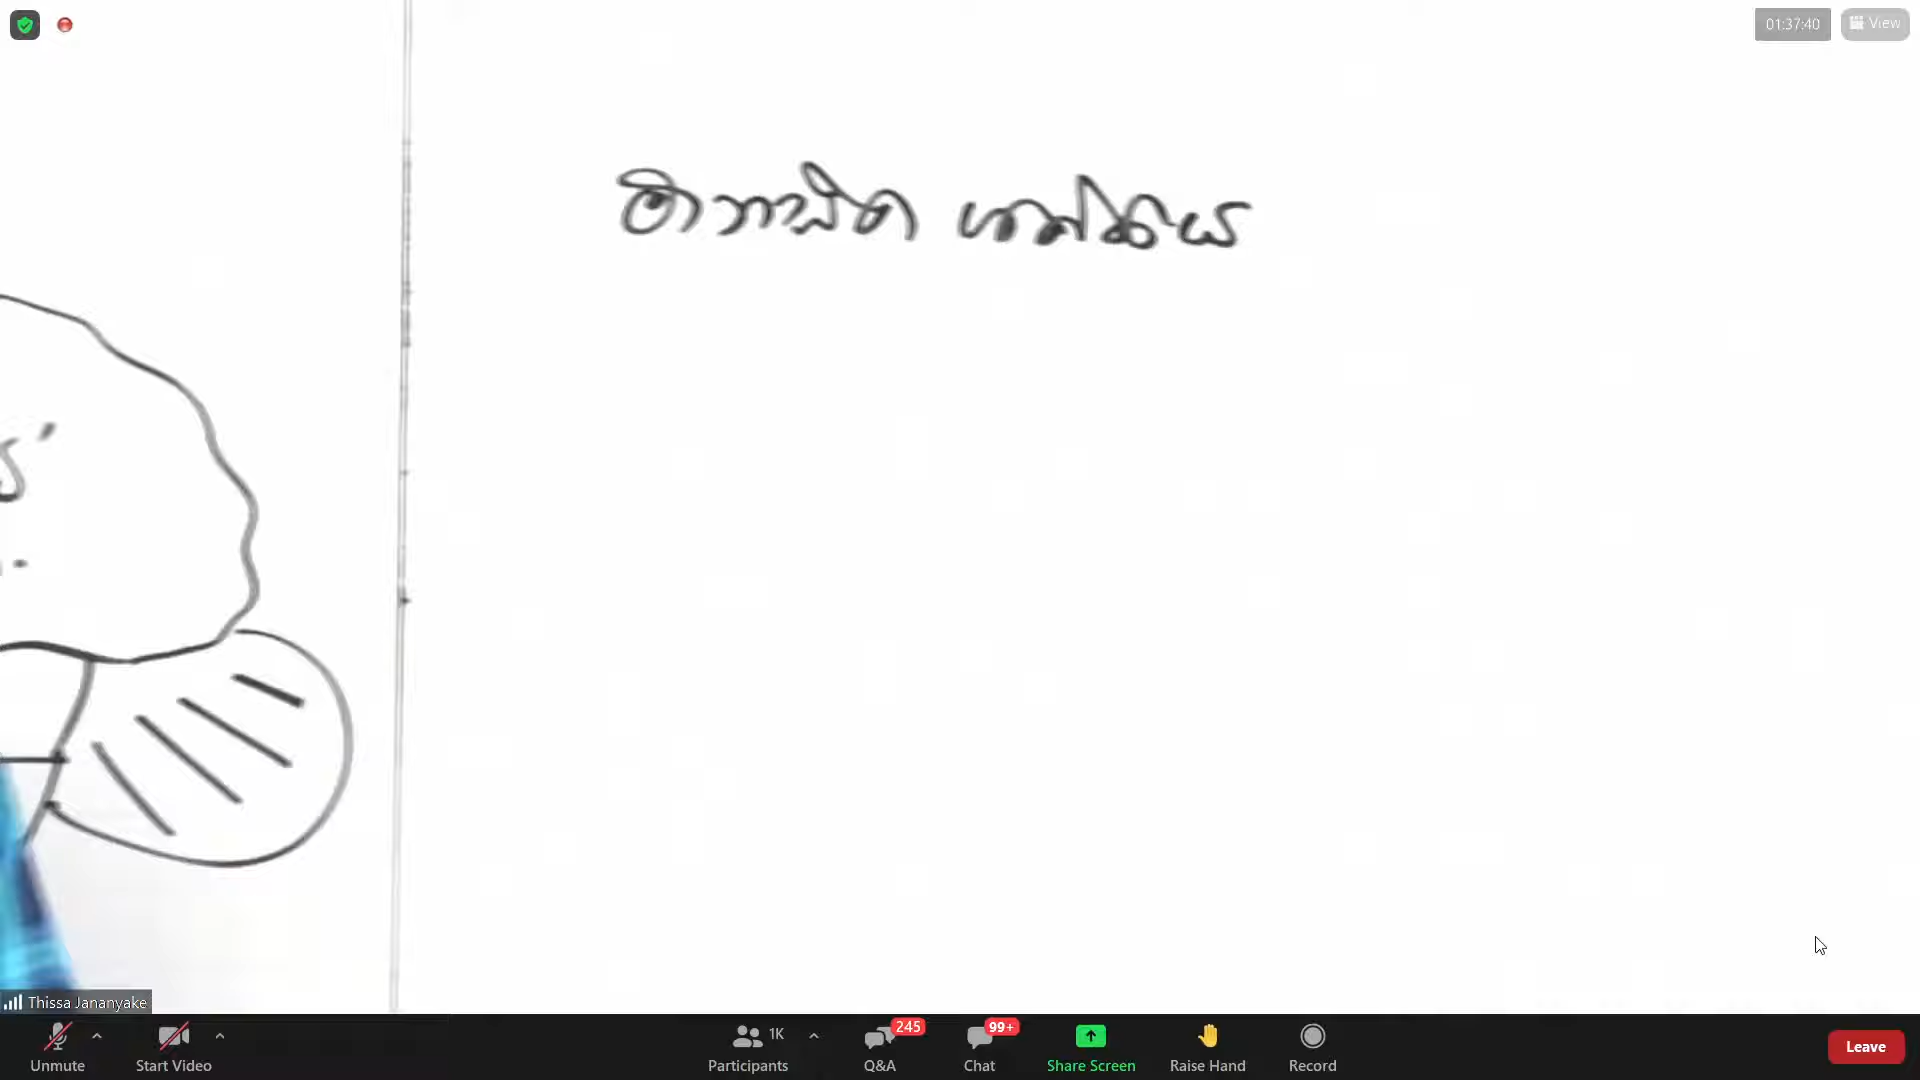 01:37:40
View
මානසික ශක්තිය
Thissa Jananyake
Unmute
Start Video
1K
Participants
245
Q&A
99+
Chat
Share Screen
Raise Hand
Record
Leave